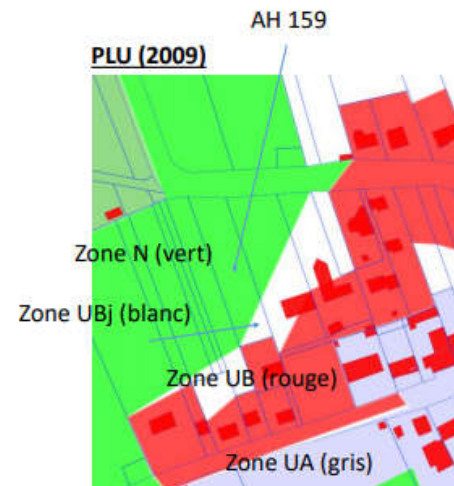 AH 159
PLU (2009)
Zone N (vert)
Zone UBj (blanc)
Zone UB (rouge)
Zone UA (gris)